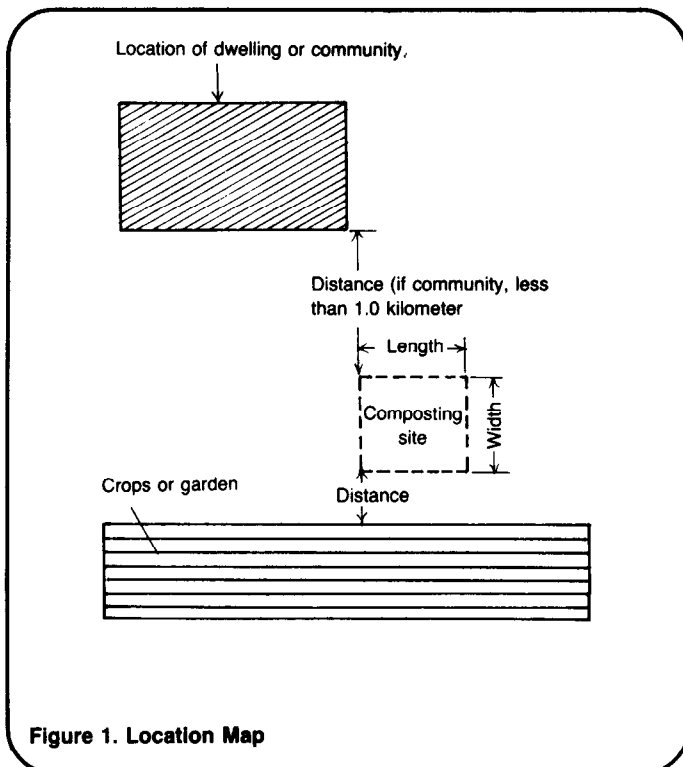 Location of dwelling or community.
Distance (if community, less
than 1.0 kilometer
Length
Composting
site
Width
Distance
Crops or garden
Figure 1. Location Map